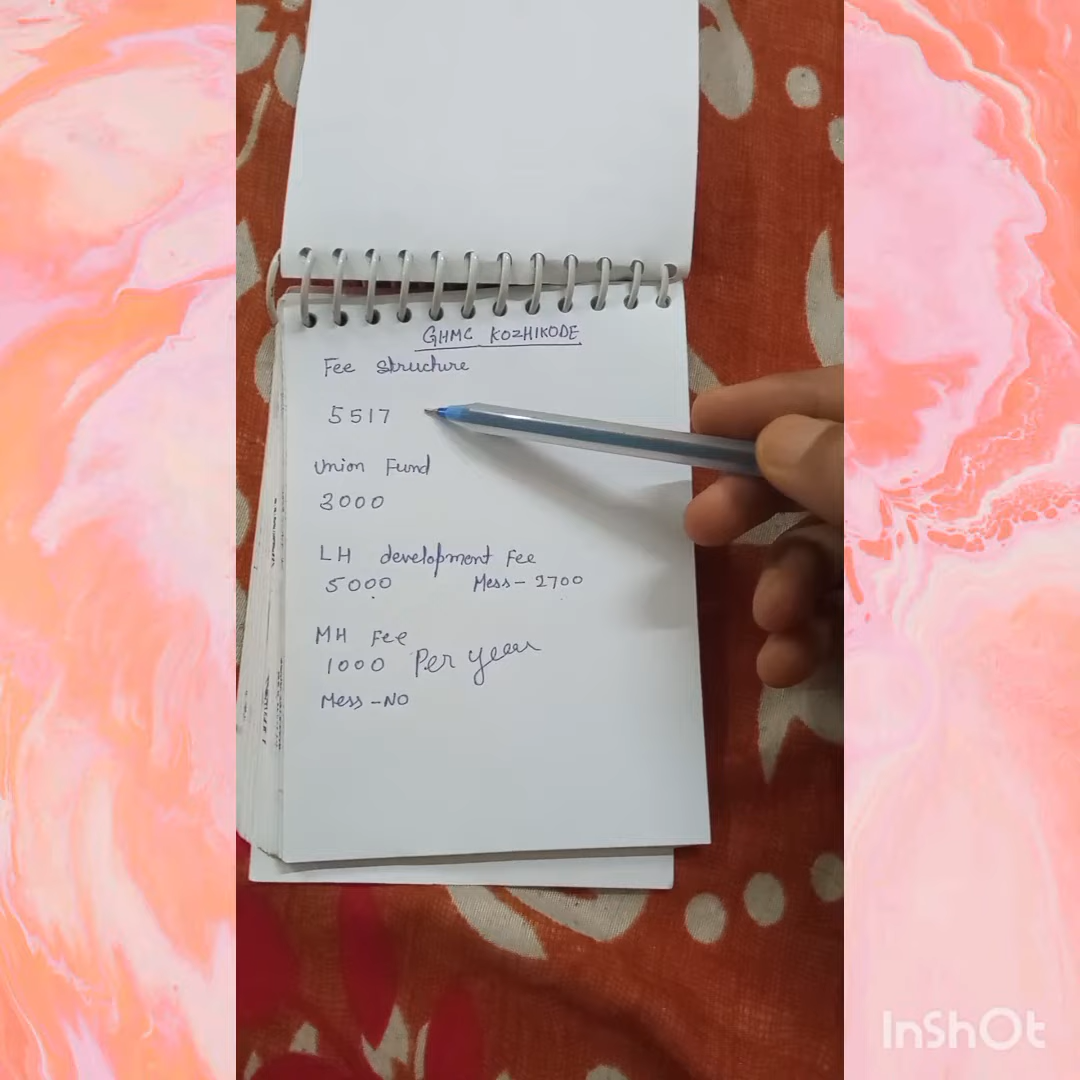 GHMC KOZHIKODE
Fee structure
5517
Union Fund
3000
LH development Fee
5000 Mess- 2700
MH Fee
1000 Per year
Mess -NO
InShOt